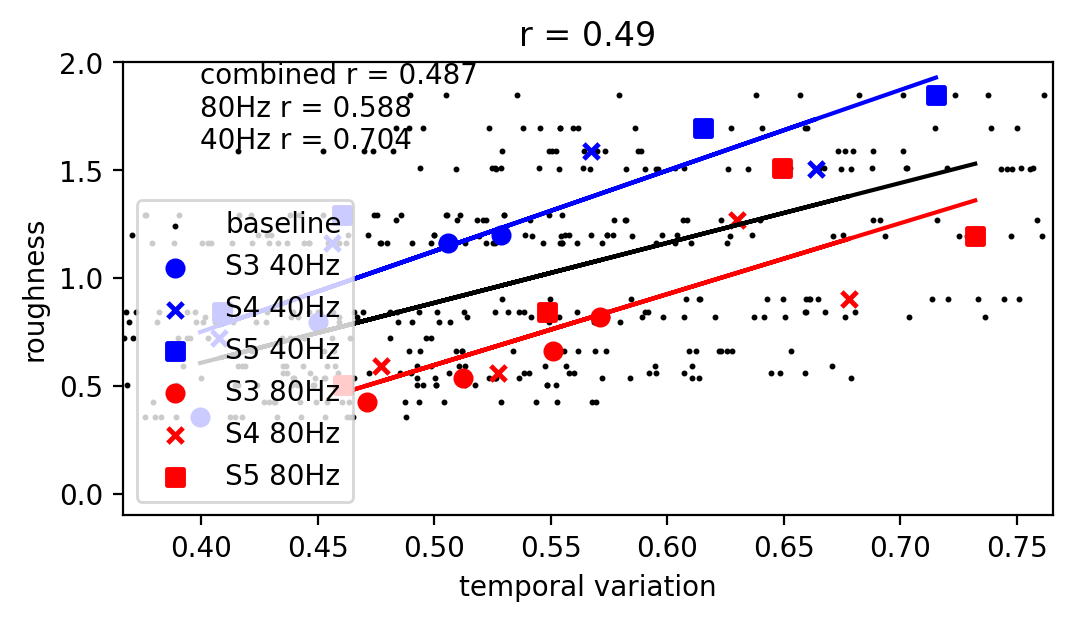 r = 0.49
combined r = 0.487
80Hz r = 0.588
40Hz r = 0.704
roughness
2.0
1.5
1.0
0.5
0.0
baseline
S3 40Hz
S4 40Hz
S5 40Hz
S3 80Hz
S4 80Hz
S5 80Hz
0.40 0.45 0.50 0.55 0.60 0.65 0.70 0.75
temporal variation